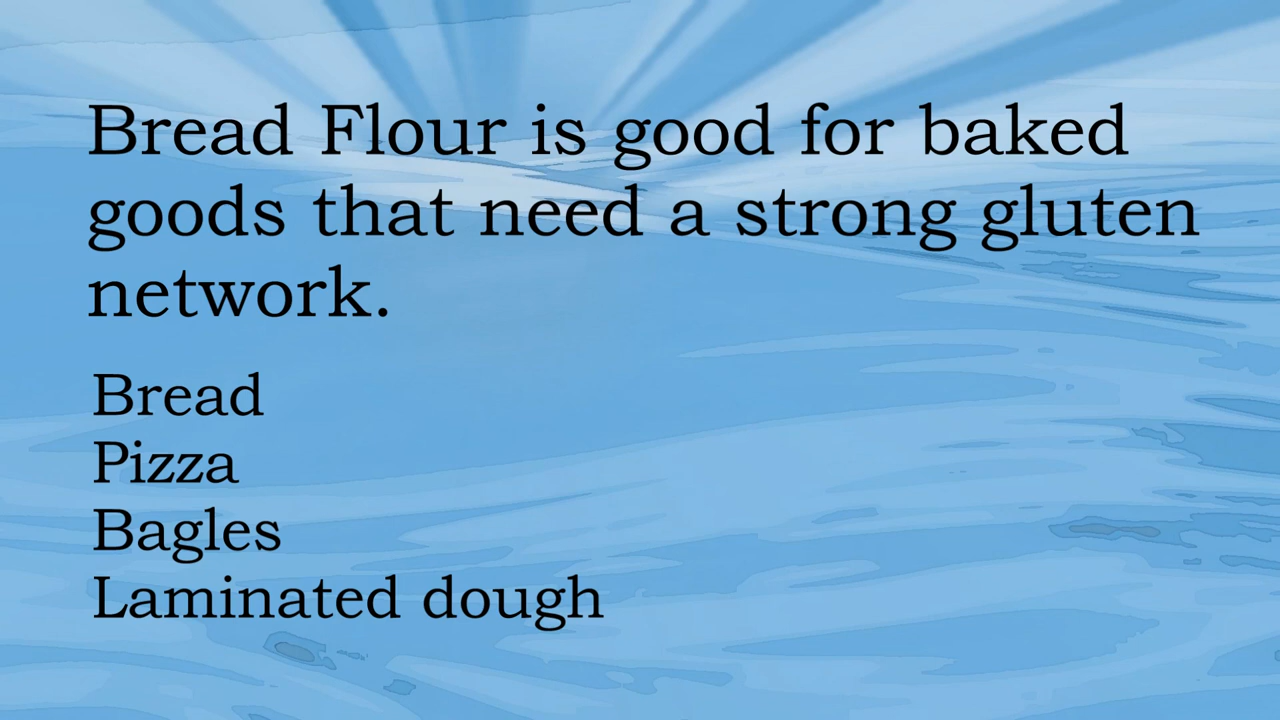 Bread Flour is good for baked
goods that need a strong gluten
network.
Bread
Pizza
Bagles
Laminated dough